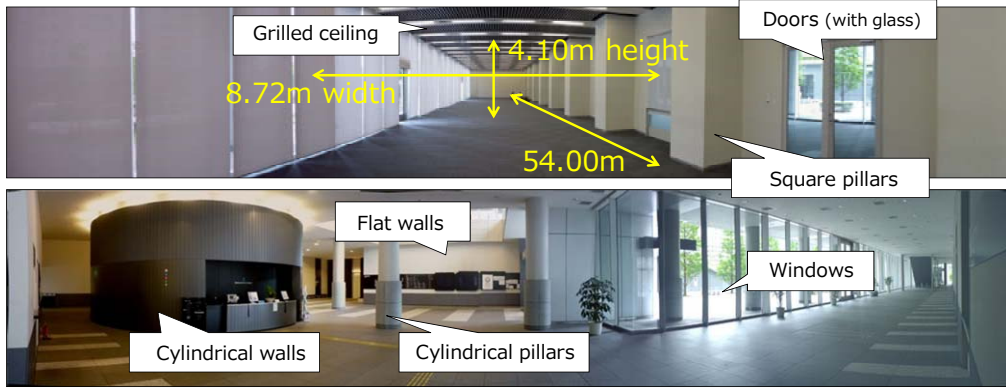 Grilled ceiling
Doors (with glass)
4.10m height
8.72m width
54.00m
Square pillars
Flat walls
Windows
Cylindrical walls
Cylindrical pillars